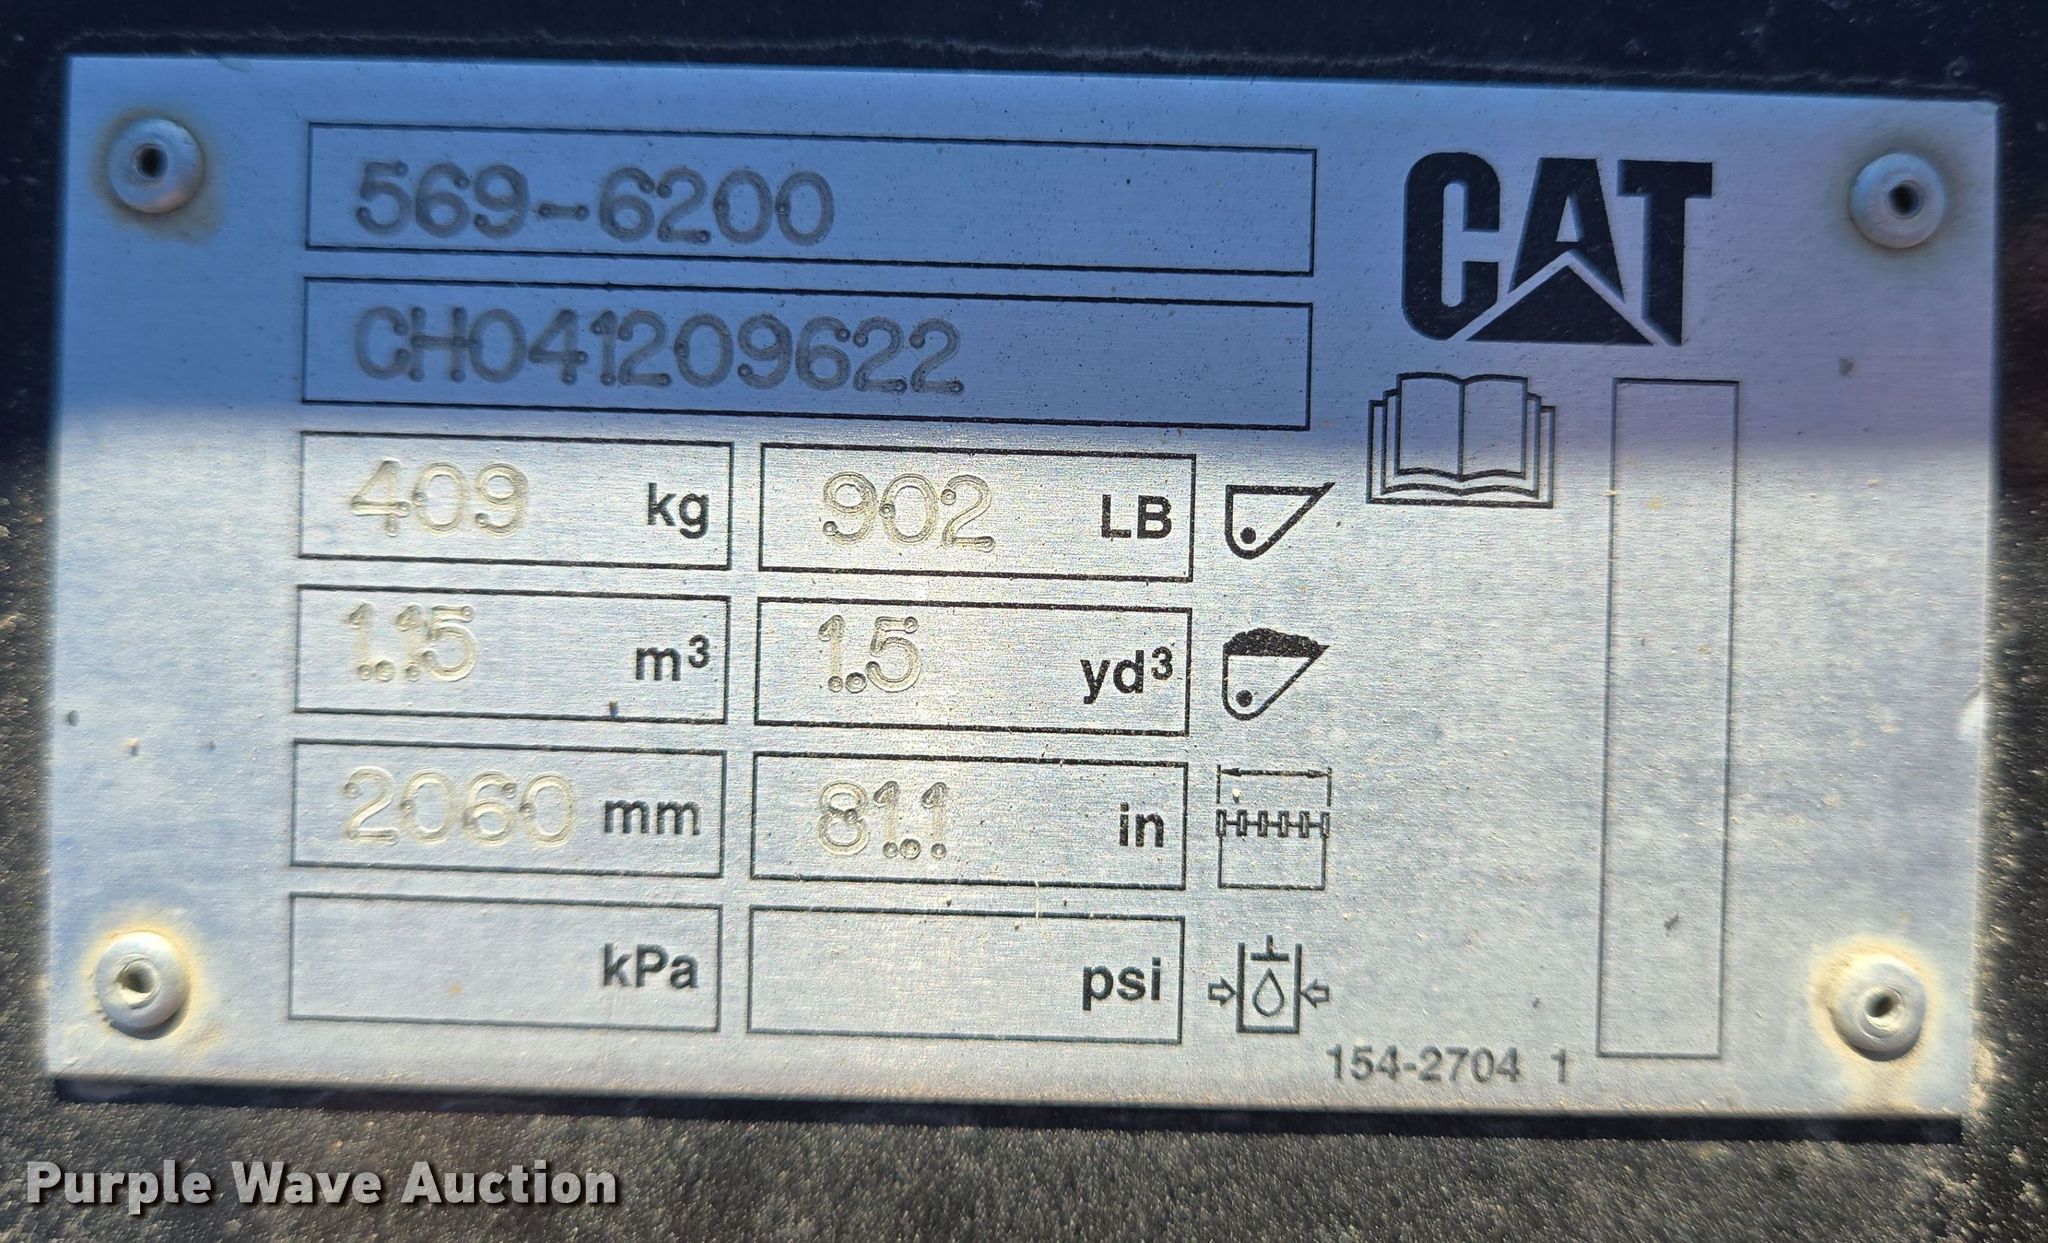 569-6200
CAT
CH041209622
409 kg 902 LB
1.15 m³ 1.5 yd³
2060 mm 81.1 in
kPa psi
154-2704 1
Purple Wave Auction